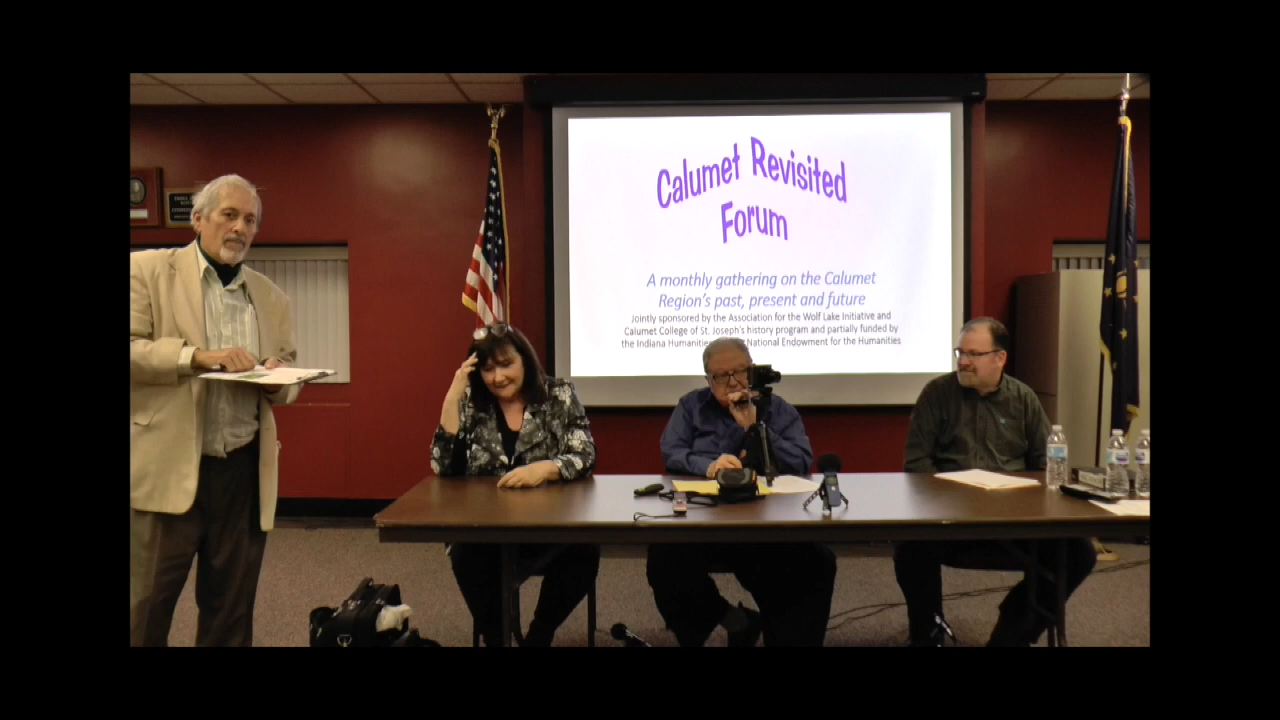 Calumet Revisited
Forum
A monthly gathering on the Calumet
Region's past, present and future
Jointly sponsored by the Association for the Wolf Lake Initiative and
Calumet College of St. Joseph's history program and partially funded by
the Indiana Humanities National Endowment for the Humanities